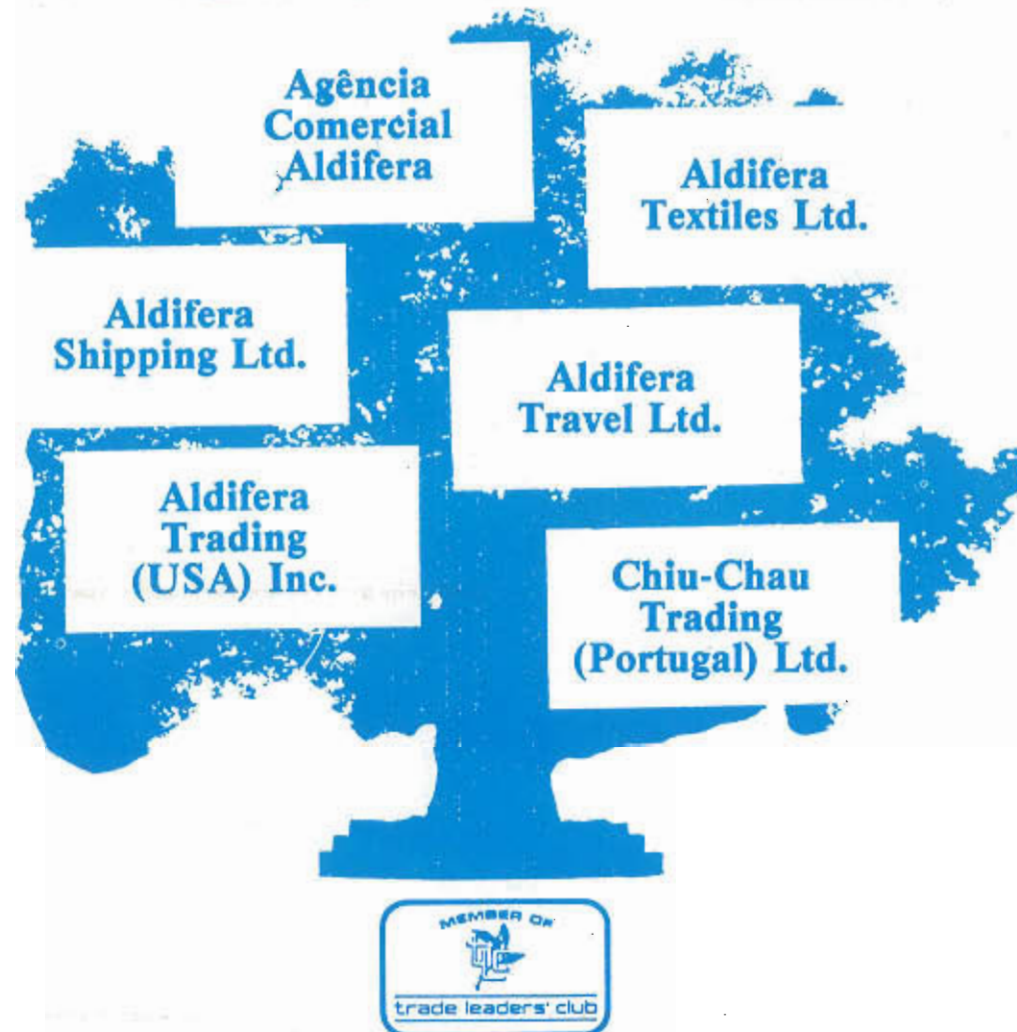 Agência
Comercial
Aldifera
Aldifera
Textiles Ltd.
Aldifera
Shipping Ltd.
Aldifera
Travel Ltd.
Aldifera
Trading
(USA) Inc.
Chiu-Chau
Trading
(Portugal) Ltd.
MEMBER OF
trade leaders' club